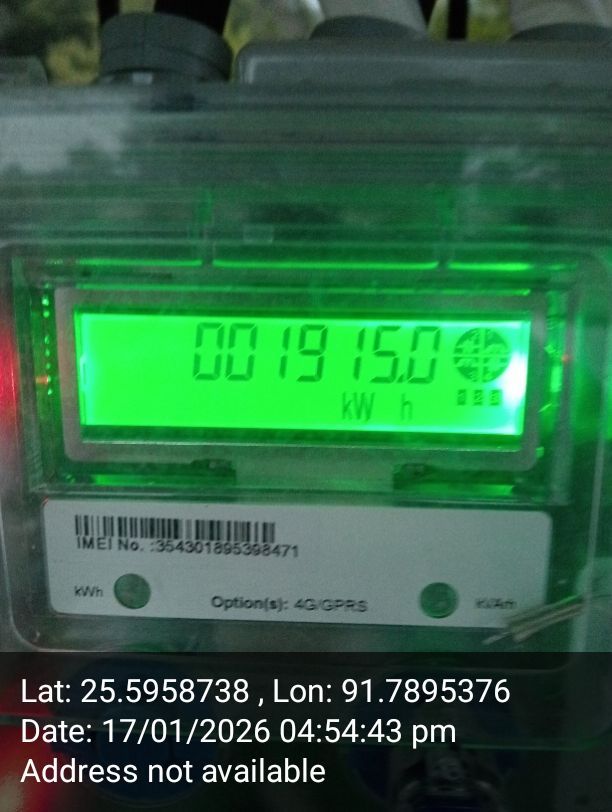 001915.0
kW h
IMEI No. :354301895398471
kWh
Option(s): 4G/GPRS
kVAh
Lat: 25.5958738 , Lon: 91.7895376
Date: 17/01/2026 04:54:43 pm
Address not available